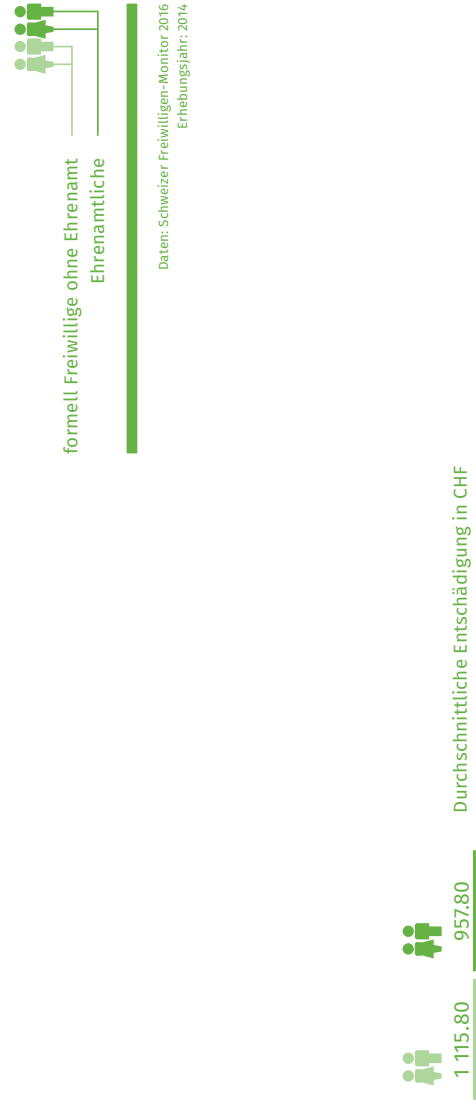 formell Freiwillige ohne Ehrenamt
Ehrenamtliche
Daten: Schweizer Freiwilligen-Monitor 2016
Erhebungsjahr: 2014
Durchschnittliche Entschädigung in CHF
957.80
1 115.80